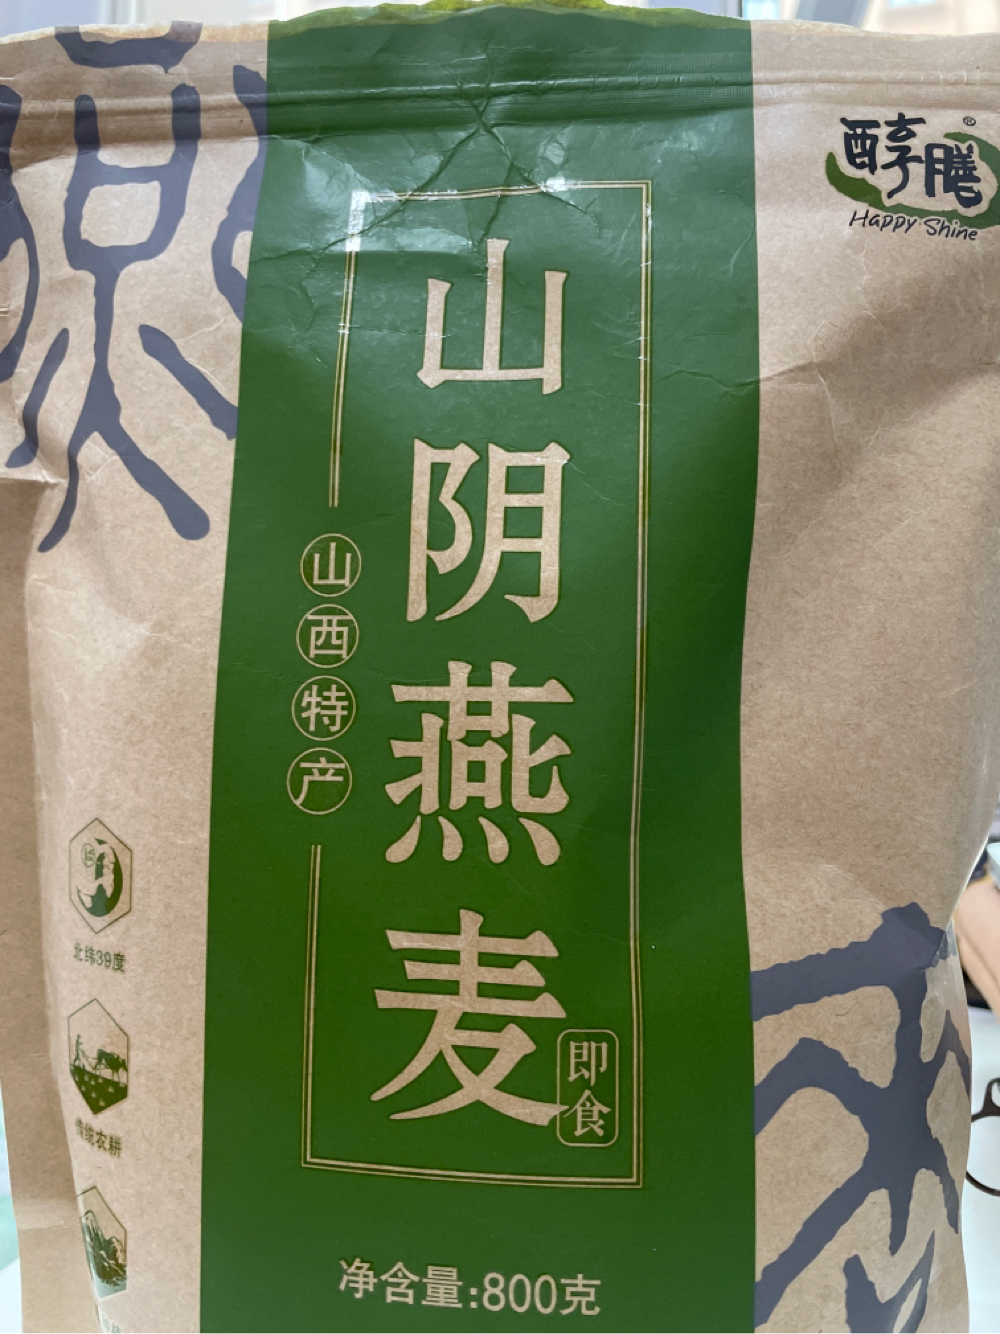 醇膳®
Happy Shine
山阴燕麦
即食
山西特产
北纬39度
传统农耕
净含量:800克